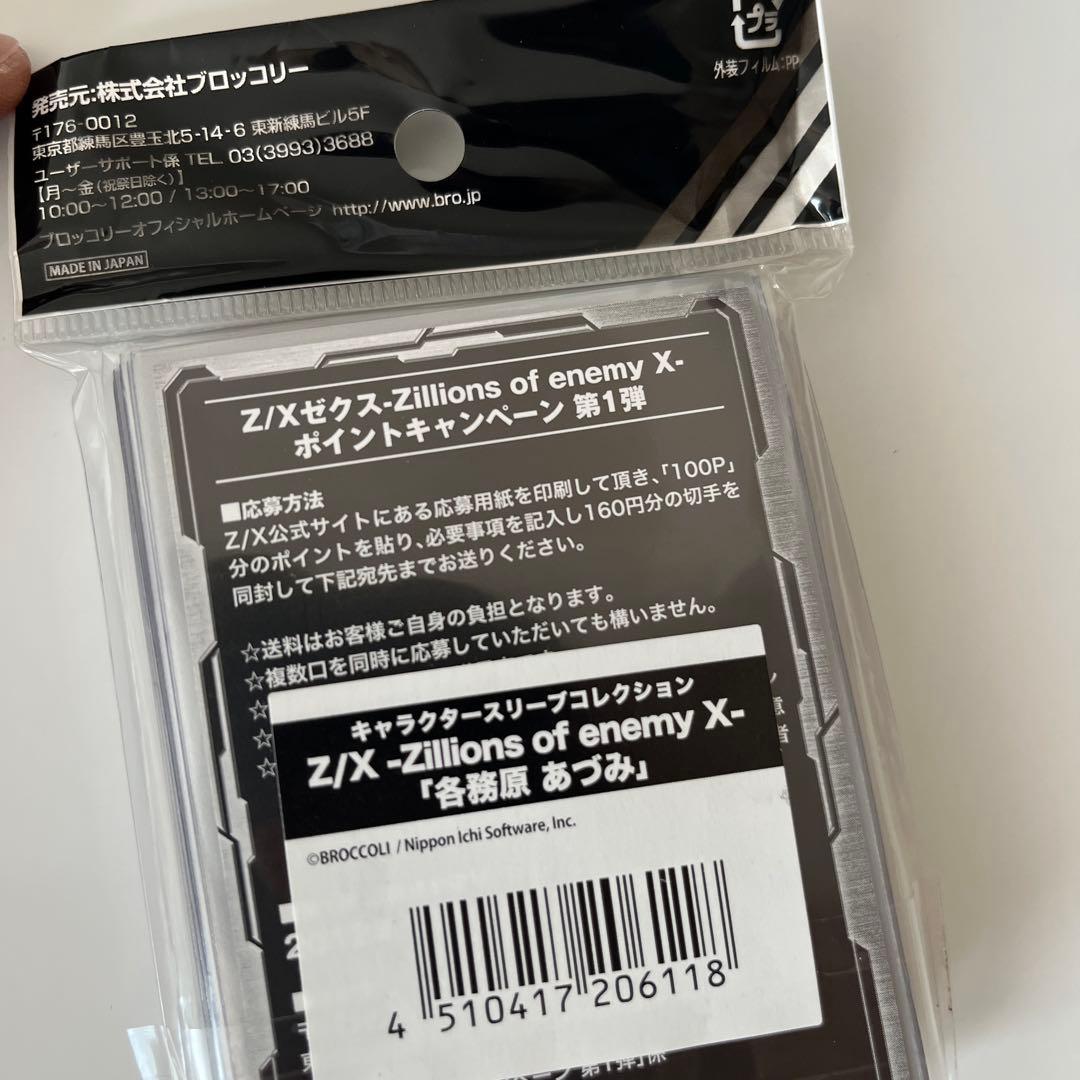 プラ
外装フィルム:PP
発売元:株式会社ブロッコリー
〒176-0012
東京都練馬区豊玉北5-14-6 東新練馬ビル5F
ユーザーサポート係 TEL 03(3993)3688
【月〜金(祝祭日除く)】
10:00〜12:00 / 13:00〜17:00
ブロッコリーオフィシャルホームページ http://www.bro.jp
MADE IN JAPAN
Z/Xゼクス-Zillions of enemy X-
ポイントキャンペーン 第1弾
■応募方法
Z/X公式サイトにある応募用紙を印刷して頂き、「100P」
分のポイントを貼り、必要事項を記入し160円分の切手を
同封して下記宛先までお送りください。
☆送料はお客様ご自身の負担となります。
☆複数口を同時に応募していただいても構いません。
☆
☆
☆
キャラクタースリーブコレクション
Z/X -Zillions of enemy X-
「各務原 あづみ」
©BROCCOLI / Nippon Ichi Software, Inc.
4 510417 206118
第1弾」係